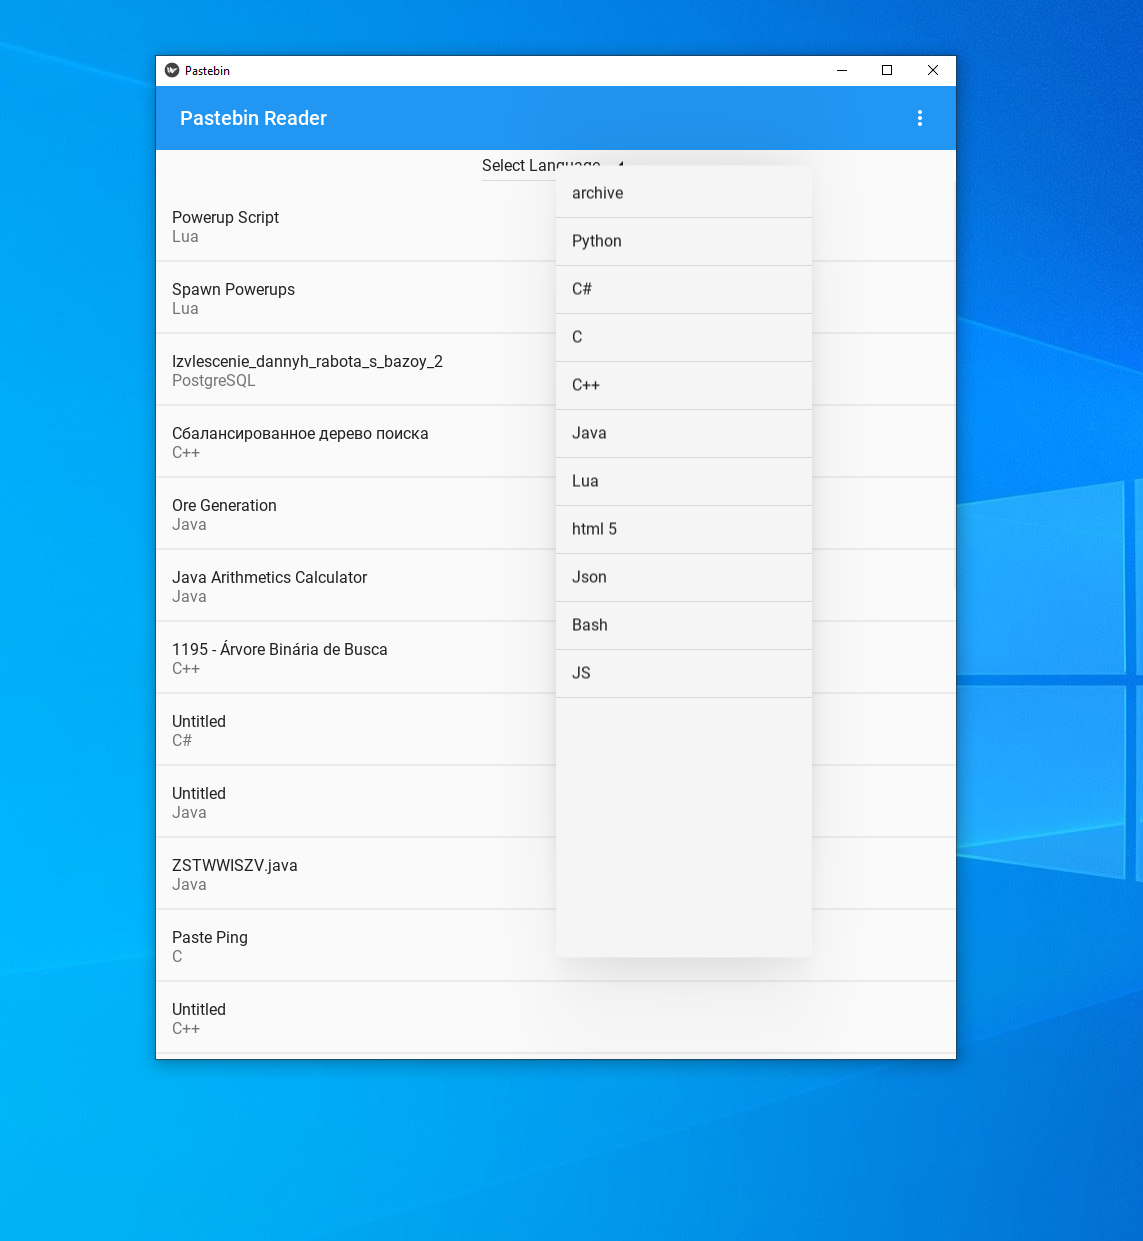 Pastebin
Pastebin Reader
Select Language
Powerup Script
Lua
Spawn Powerups
Lua
Izvlescenie_dannyh_rabota_s_bazoy_2
PostgreSQL
Сбалансированное дерево поиска
C++
Ore Generation
Java
Java Arithmetics Calculator
Java
1195 - Árvore Binária de Busca
C++
Untitled
C#
Untitled
Java
ZSTWWISZV.java
Java
Paste Ping
C
Untitled
C++
archive
Python
C#
C
C++
Java
Lua
html 5
Json
Bash
JS